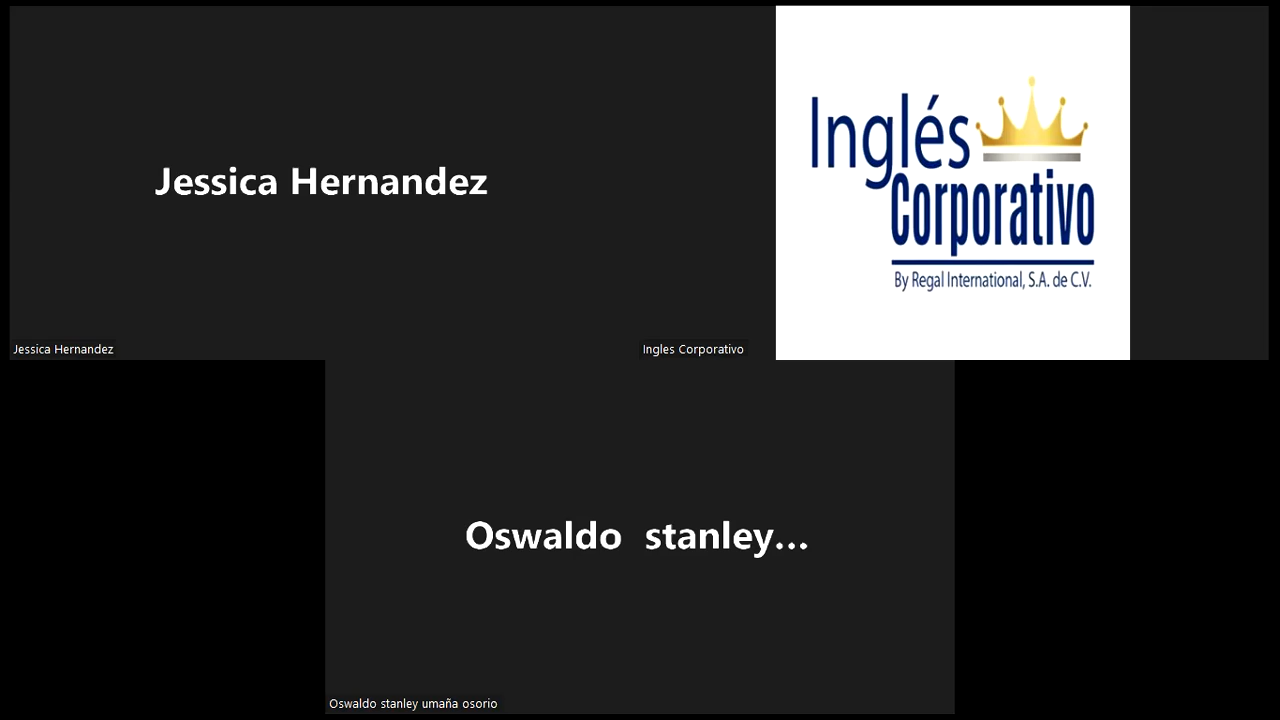 Jessica Hernandez
Jessica Hernandez
Inglés
Corporativo
By Regal International, S.A. de C.V.
Ingles Corporativo
Oswaldo stanley...
Oswaldo stanley umaña osorio